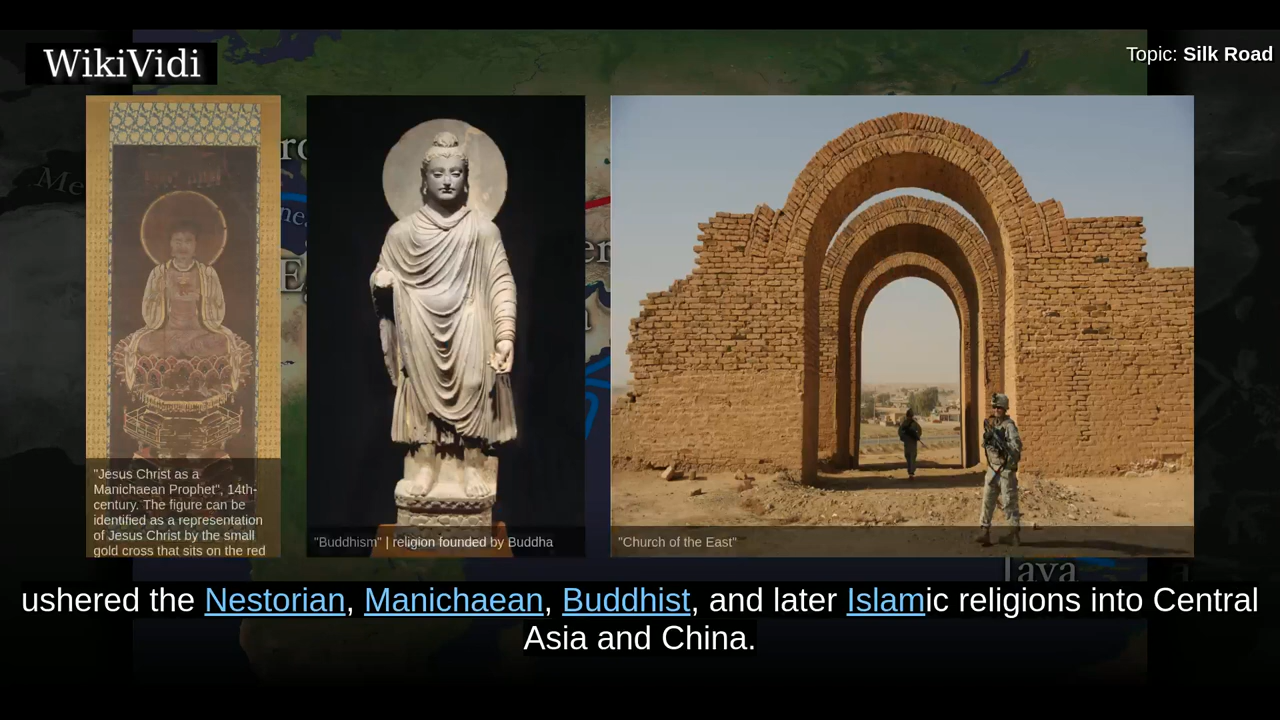 WikiVidi
Topic: Silk Road
Me
"Jesus Christ as a
Manichaean Prophet", 14th-
century. The figure can be
identified as a representation
of Jesus Christ by the small
gold cross that sits on the red
"Buddhism" | religion founded by Buddha
"Church of the East"
Java
ushered the Nestorian, Manichaean, Buddhist, and later Islamic religions into Central
Asia and China.